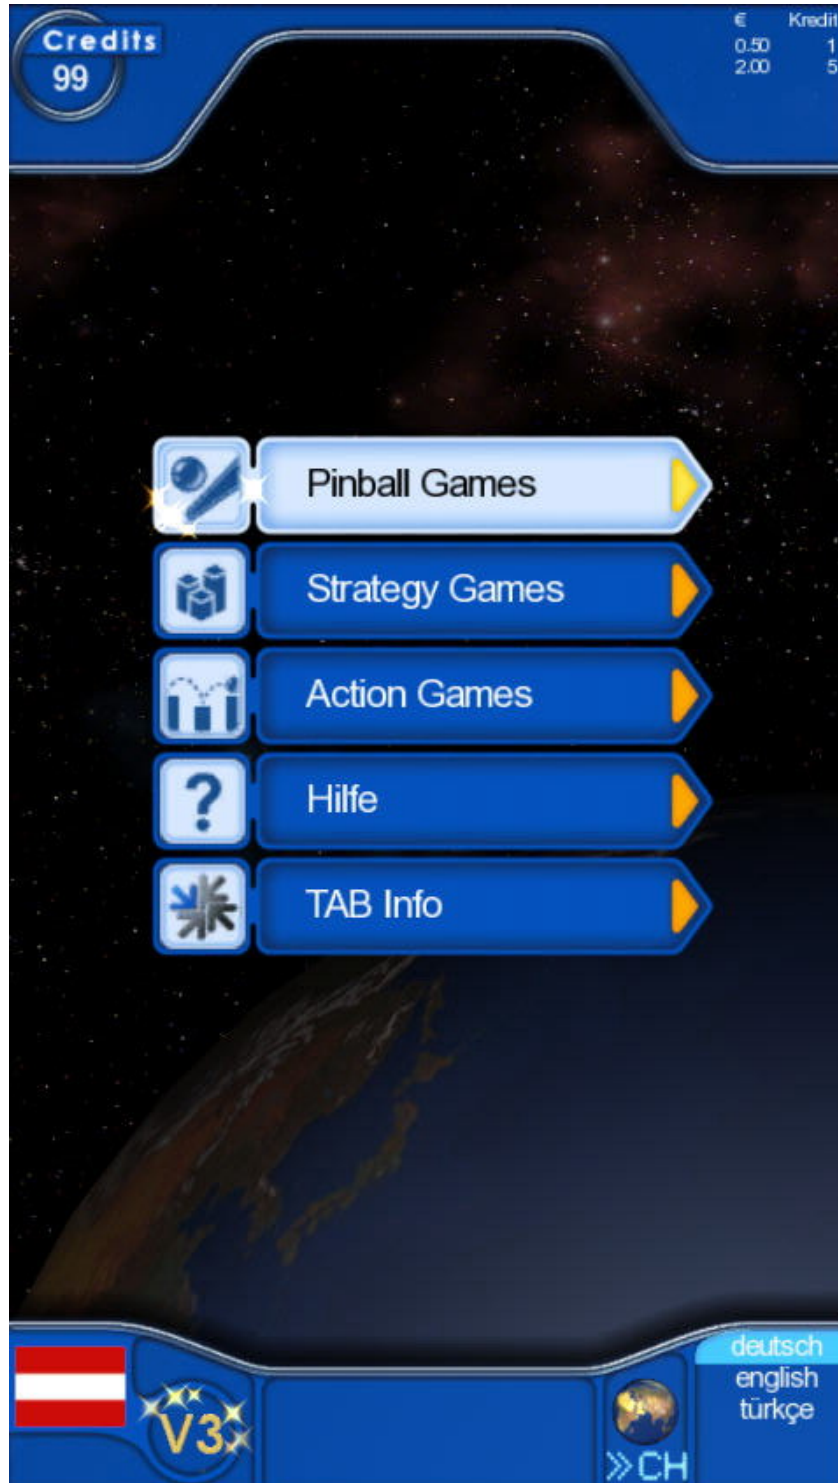 Credits
99
€ Kredit
0.50 1
2.00 5
Pinball Games
Strategy Games
Action Games
? Hilfe
TAB Info
V3
»CH
deutsch
english
türkçe